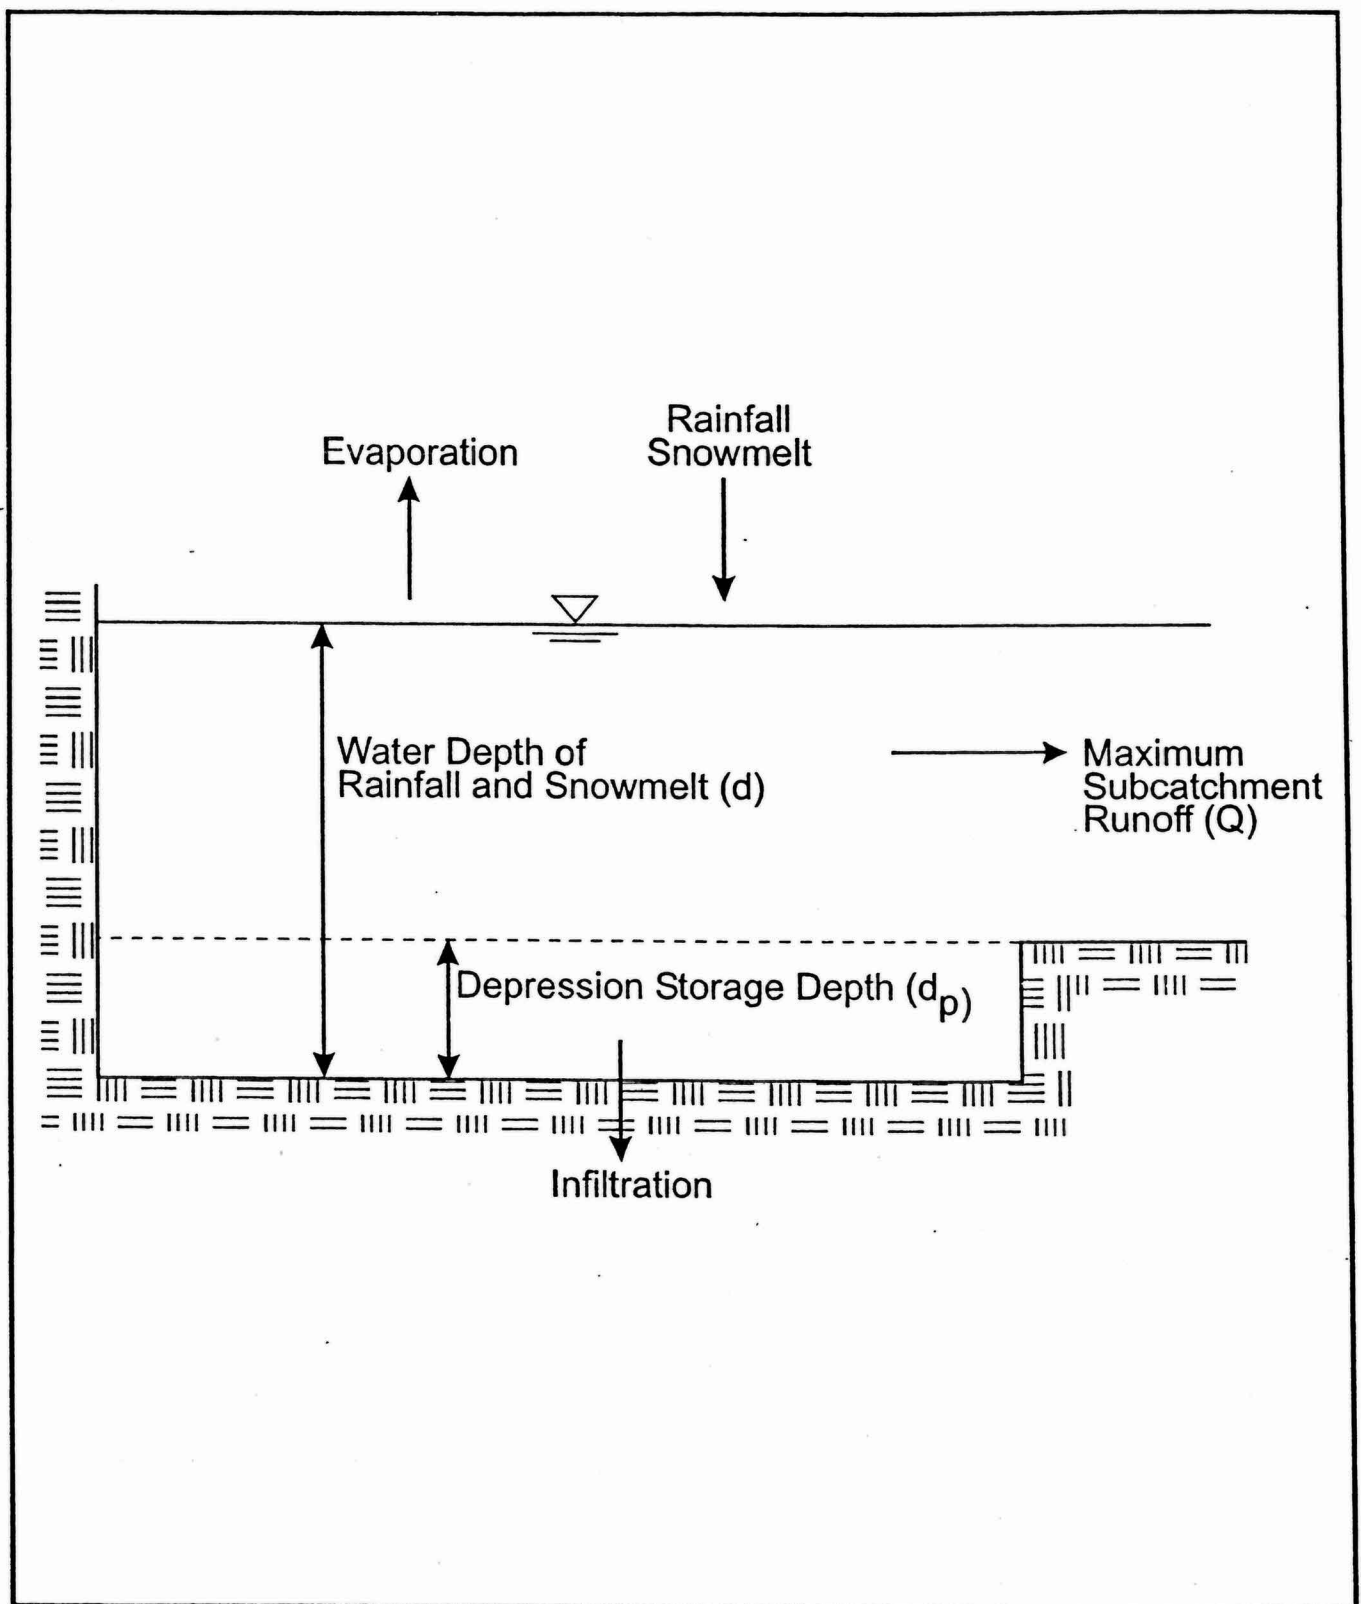 Evaporation
Rainfall
Snowmelt
Water Depth of
Rainfall and Snowmelt (d)
Maximum
Subcatchment
Runoff (Q)
Depression Storage Depth (dp)
Infiltration